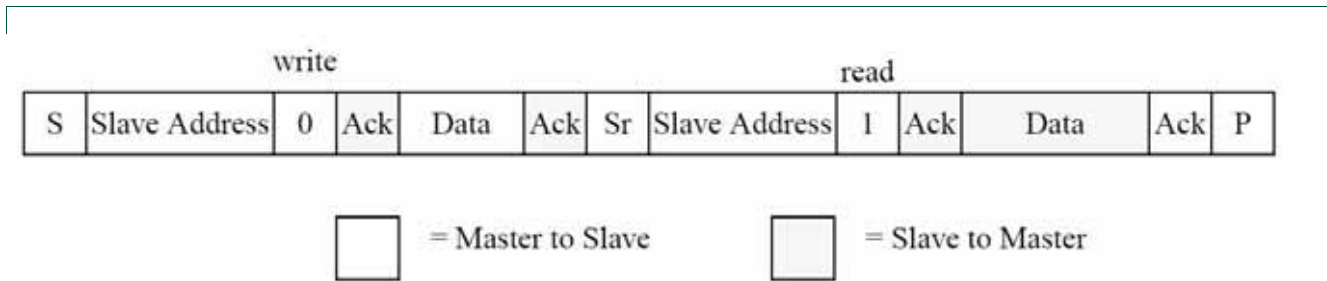 write
read
S Slave Address 0 Ack Data Ack Sr Slave Address 1 Ack Data Ack P
= Master to Slave
= Slave to Master